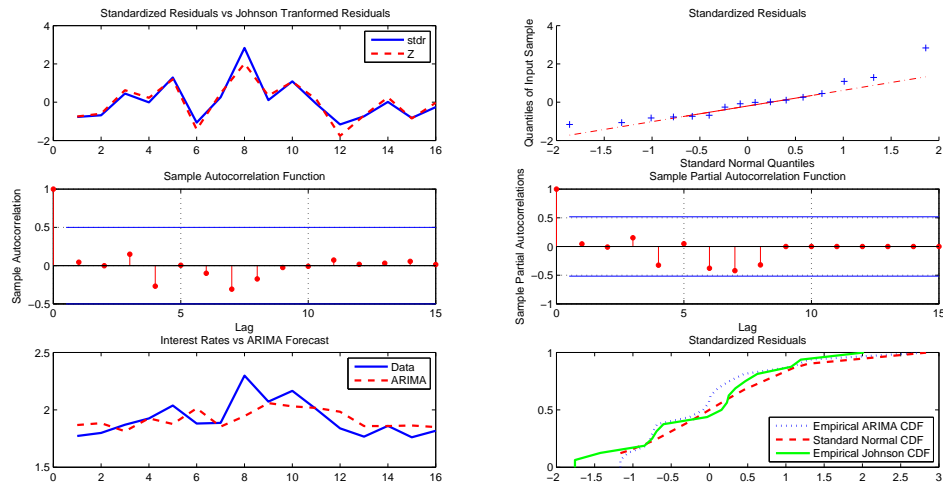 Standardized Residuals vs Johnson Tranformed Residuals
4
2
0
−2
0 2 4 6 8 10 12 14 16
stdr
Z
Standardized Residuals
Quantiles of Input Sample
4
2
0
−2
−2 −1.5 −1 −0.5 0 0.5 1 1.5 2
Standard Normal Quantiles
Sample Autocorrelation Function
Sample Autocorrelation
1
0.5
0
−0.5
0 5 10 15
Lag
Sample Partial Autocorrelation Function
Sample Partial Autocorrelations
1
0.5
0
−0.5
−1
0 5 10 15
Lag
Interest Rates vs ARIMA Forecast
2.5
2
1.5
0 2 4 6 8 10 12 14 16
Data
ARIMA
Standardized Residuals
1
0.5
0
−2 −1.5 −1 −0.5 0 0.5 1 1.5 2 2.5 3
Empirical ARIMA CDF
Standard Normal CDF
Empirical Johnson CDF